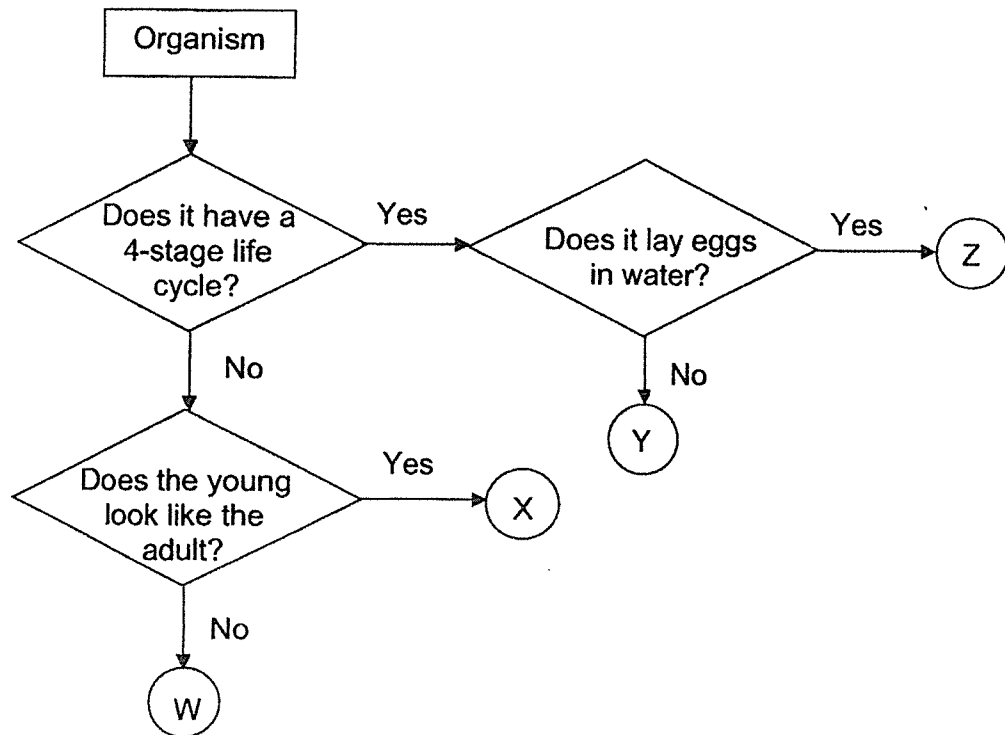 Organism
Does it have a
4-stage life
cycle?
Yes
Does it lay eggs
in water?
Yes
Z
No
No
Y
Does the young
look like the
adult?
Yes
X
No
W